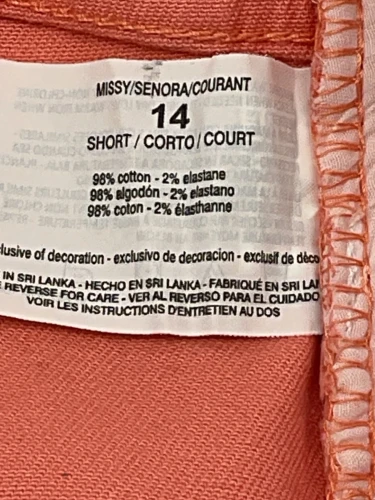 MISSY/SENORA/COURANT
14
SHORT / CORTO / COURT
98% cotton - 2% elastane
98% algodón - 2% elastano
98% coton - 2% élasthanne
clusive of decoration - exclusivo de decoracion - exclusif de déco
IN SRI LANKA - HECHO EN SRI LANKA - FABRIQUÉ EN SRI LAN
REVERSE FOR CARE - VER AL REVERSO PARA EL CUIDADO
VOIR LES INSTRUCTIONS D'ENTRETIEN AU DOS